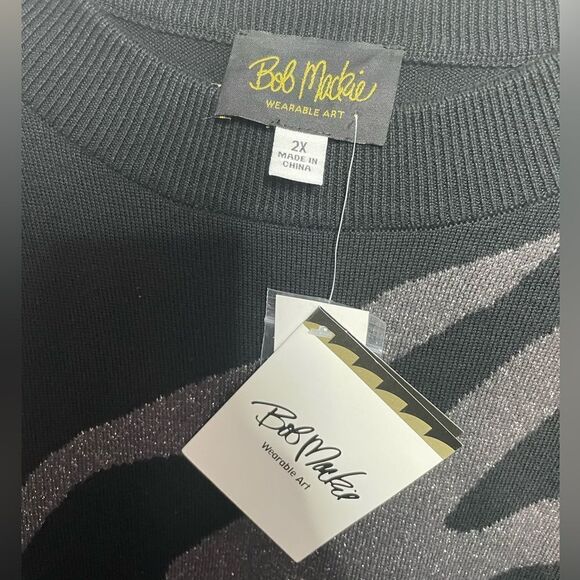 Bob Mackie
WEARABLE ART
2X
MADE IN
CHINA
Bob Mackie
Wearable Art